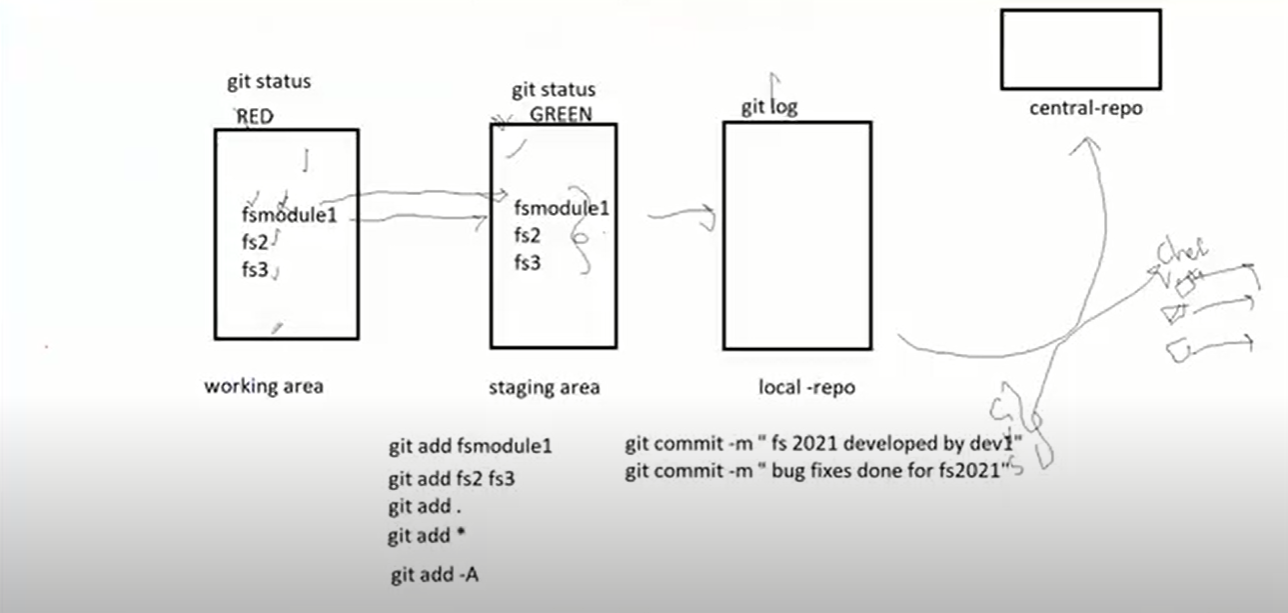 git status
RED
fsmodule1
fs2
fs3
working area
git status
GREEN
fsmodule1
fs2
fs3
staging area
git log
local -repo
central-repo
git add fsmodule1
git add fs2 fs3
git add .
git add *
git add -A
git commit -m " fs 2021 developed by dev1"
git commit -m " bug fixes done for fs2021"